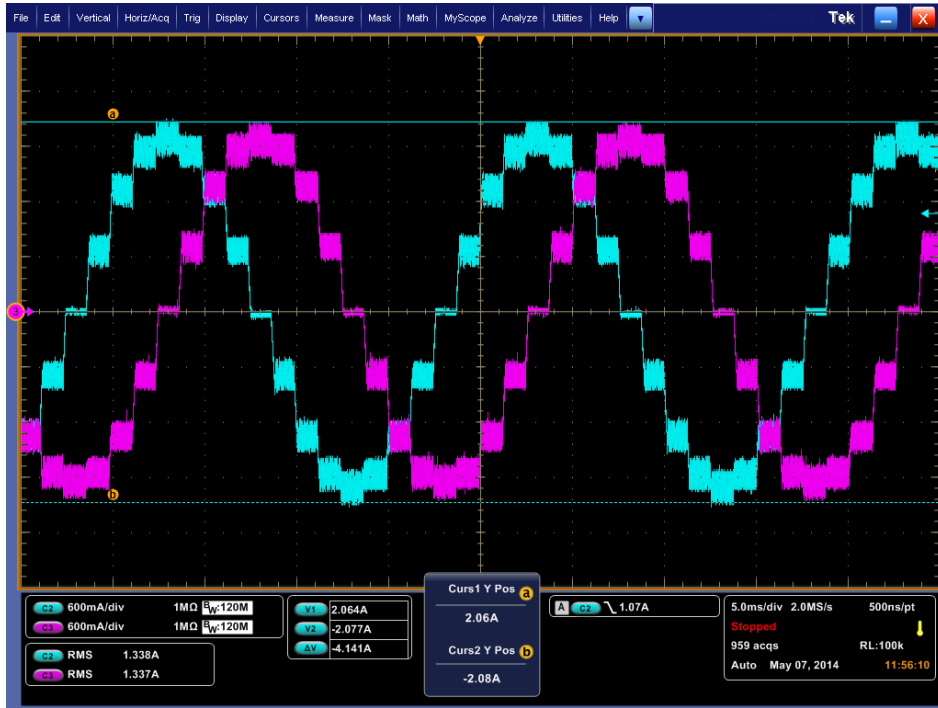 File Edit Vertical Horiz/Acq Trig Display Cursors Measure Mask Math MyScope Analyze Utilities Help Tek X
a
3
b
C2 600mA/div 1MΩ BW:120M
C3 600mA/div 1MΩ BW:120M
C2 RMS 1.338A
C3 RMS 1.337A
V1 2.064A
V2 -2.077A
ΔV -4.141A
Curs1 Y Pos a
2.06A
Curs2 Y Pos b
-2.08A
A C2 1.07A
5.0ms/div 2.0MS/s 500ns/pt
Stopped
959 acqs RL:100k
Auto May 07, 2014 11:56:10